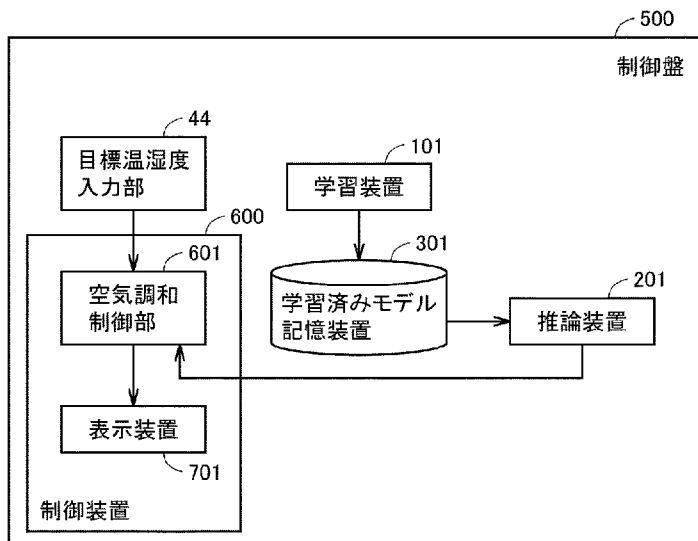 500
制御盤
44
目標温湿度
入力部
101
学習装置
600
601
空気調和
制御部
301
学習済みモデル
記憶装置
201
推論装置
表示装置
701
制御装置